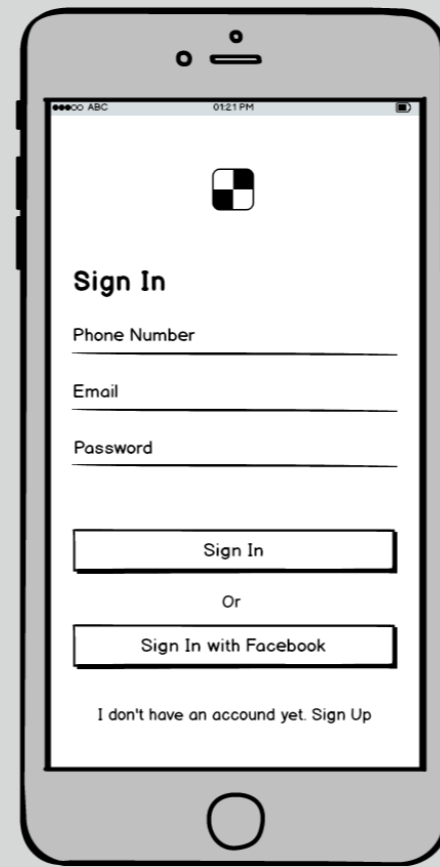 ABC 01:21 PM
Sign In
Phone Number
Email
Password
Sign In
Or
Sign In with Facebook
I don't have an accound yet. Sign Up